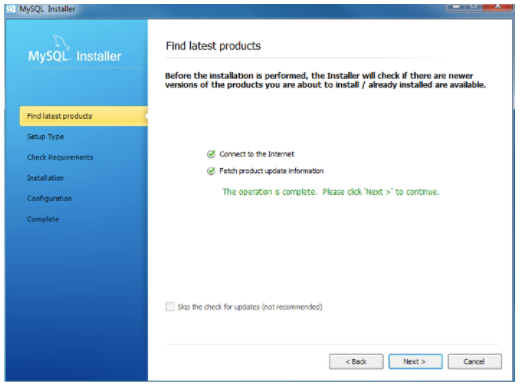 MySQL Installer
MySQL. Installer
Find latest products
Setup Type
Check Requirements
Installation
Configuration
Complete
Find latest products
Before the installation is performed, the Installer will check if there are newer
versions of the products you are about to install / already installed are available.
Connect to the Internet
Fetch product update information
The operation is complete. Please click 'Next >' to continue.
Skip the check for updates (not recommended)
< Back
Next >
Cancel